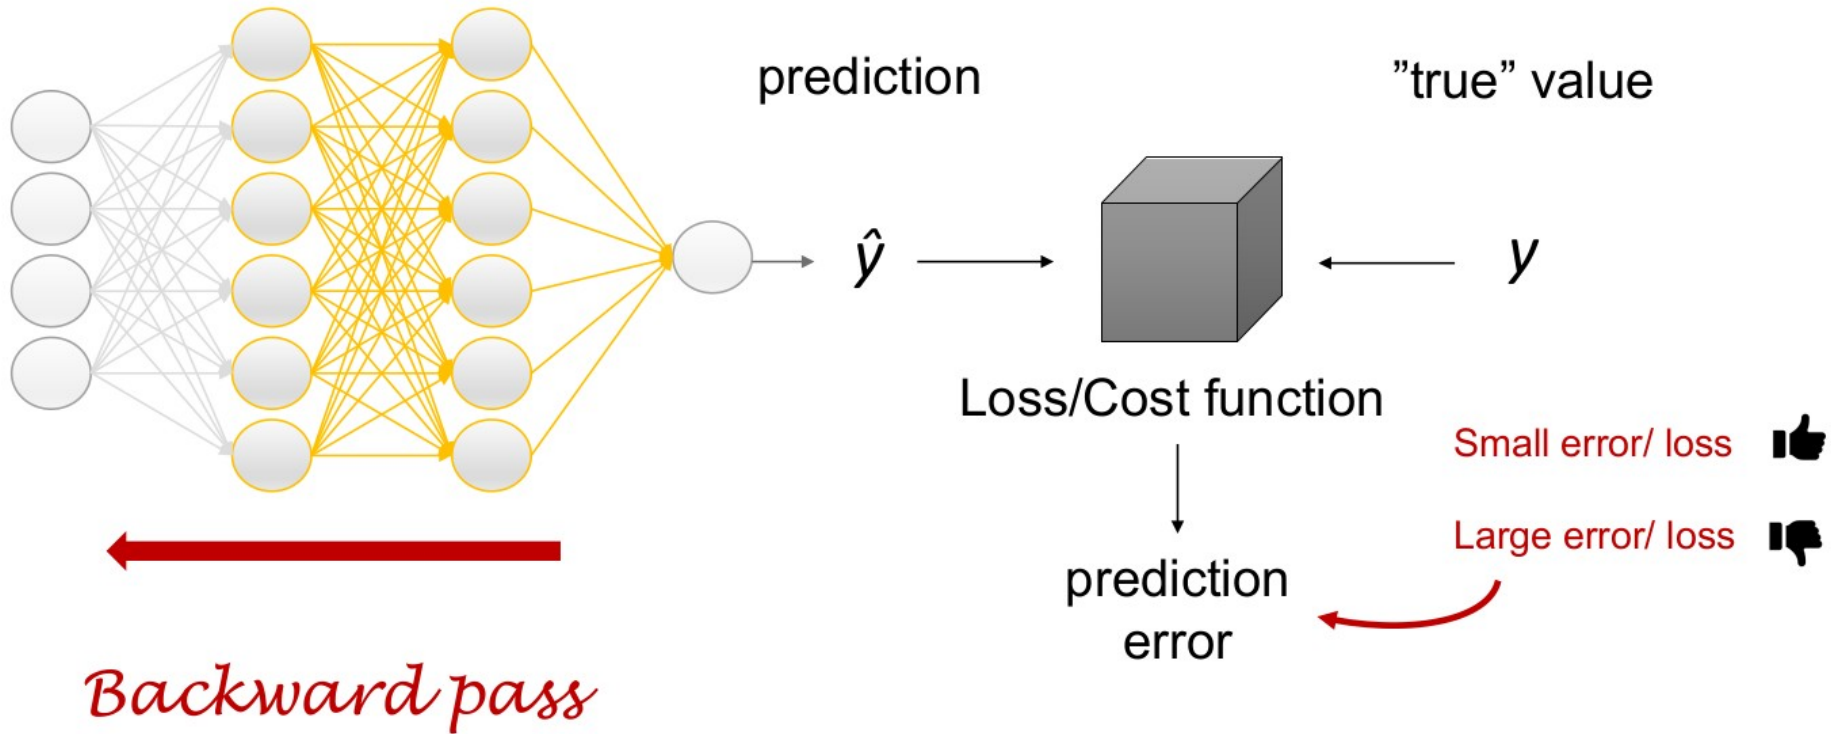 prediction
”true” value
ŷ
y
Loss/Cost function
Small error/ loss
Large error/ loss
prediction
error
Backward pass